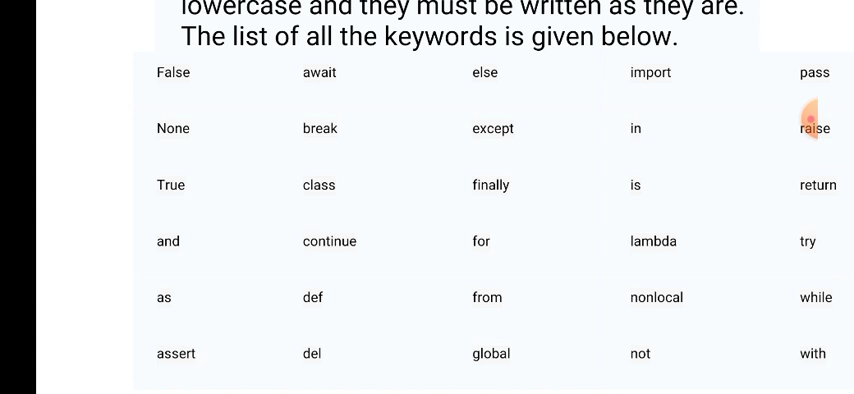 lowercase and they must be written as they are.
The list of all the keywords is given below.
False await else import pass
None break except in raise
True class finally is return
and continue for lambda try
as def from nonlocal while
assert del global not with